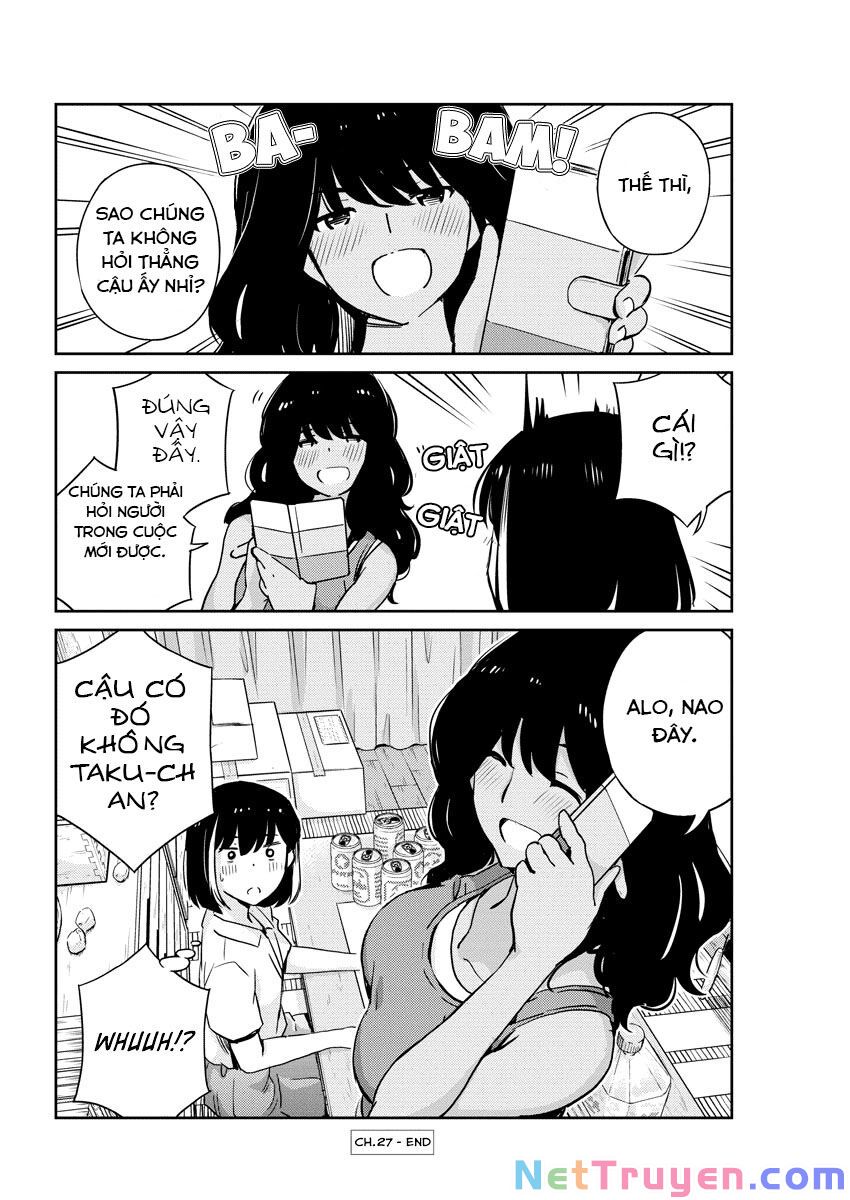 BA-
BAM!
THẾ THÌ,
SAO CHÚNG
TA KHÔNG
HỎI THẲNG
CẬU ẤY NHỈ?
CÁI
GÌ!?
GIẬT
GIẬT
ĐÚNG
VẬY
ĐẤY.
CHÚNG TA PHẢI
HỎI NGƯỜI
TRONG CUỘC
MỚI ĐƯỢC.
ALO, NAO
ĐÂY.
CẬU CÓ
ĐÓ
KHÔNG
TAKU-CH
AN?
WHUUH!?
CH.27 - END
NetTruyen.com